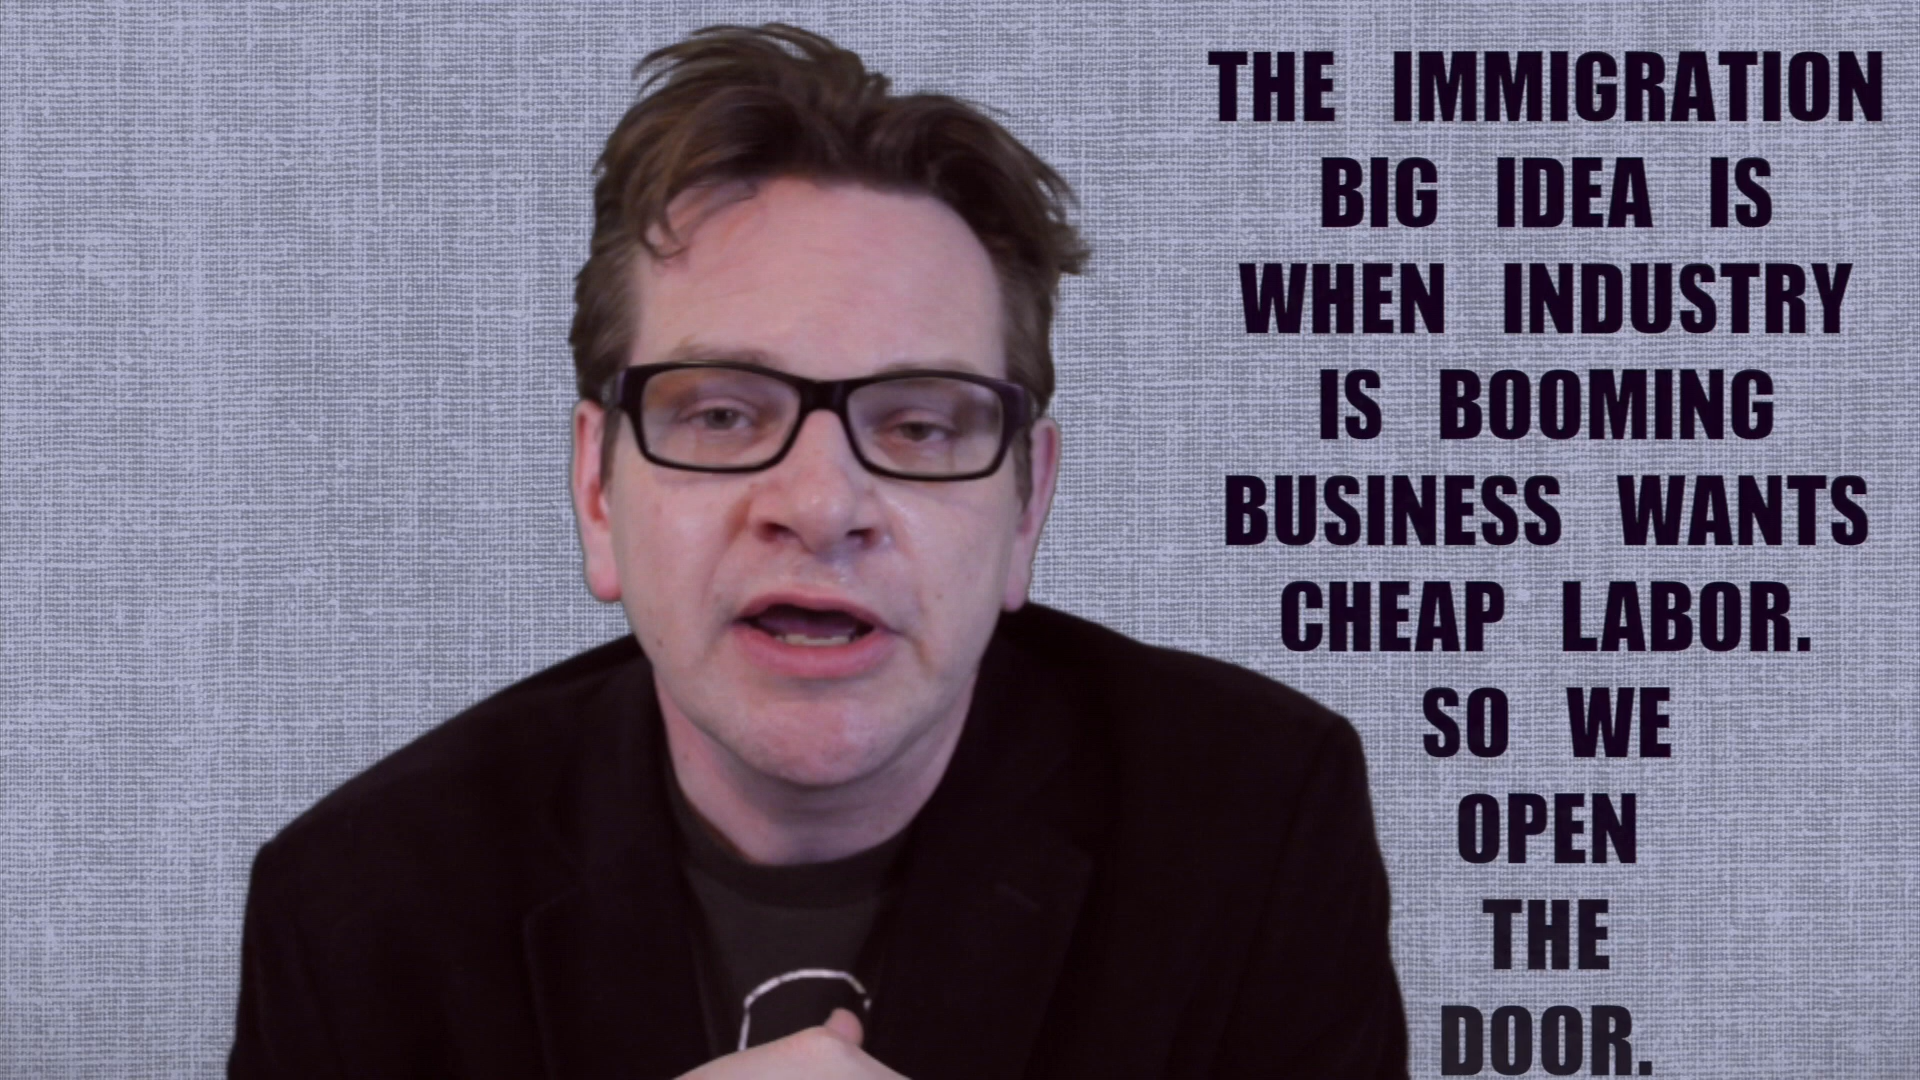 THE IMMIGRATION
BIG IDEA IS
WHEN INDUSTRY
IS BOOMING
BUSINESS WANTS
CHEAP LABOR.
SO WE
OPEN
THE
DOOR.